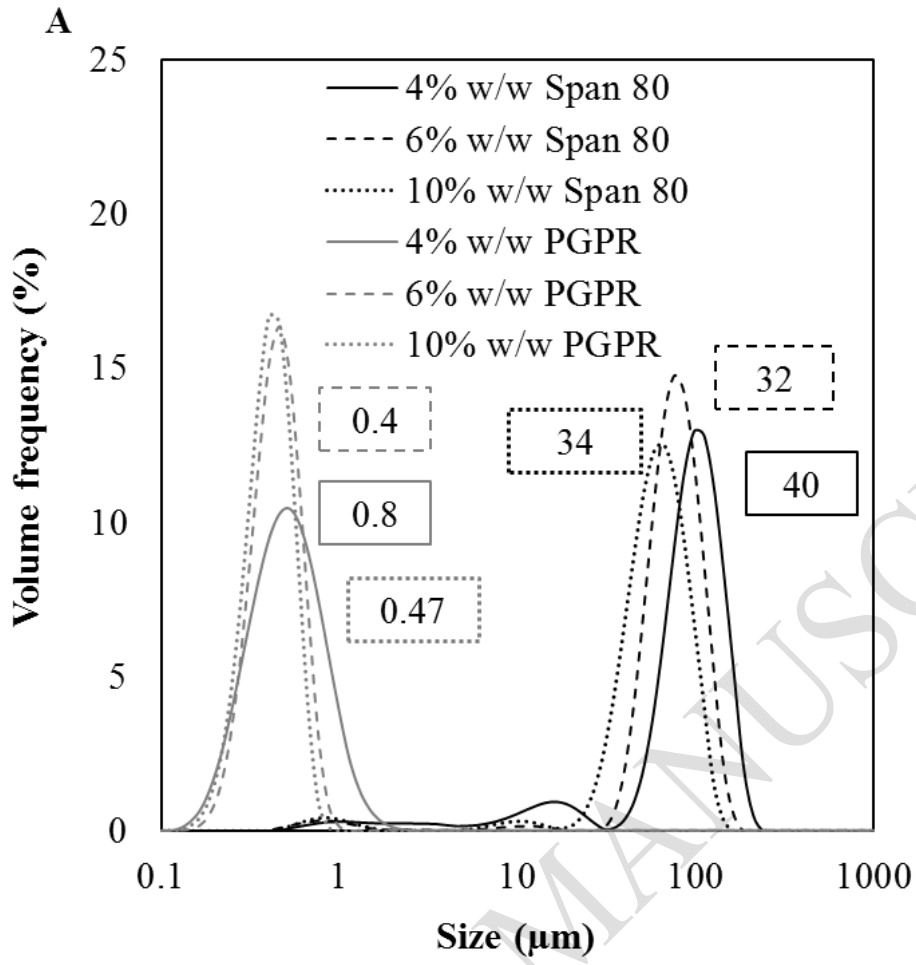 A
25
20
15
10
5
0
Volume frequency (%)
4% w/w Span 80
6% w/w Span 80
10% w/w Span 80
4% w/w PGPR
6% w/w PGPR
10% w/w PGPR
32
0.4
34
40
0.8
0.47
0.1 1 10 100 1000
Size (µm)
MANUSC